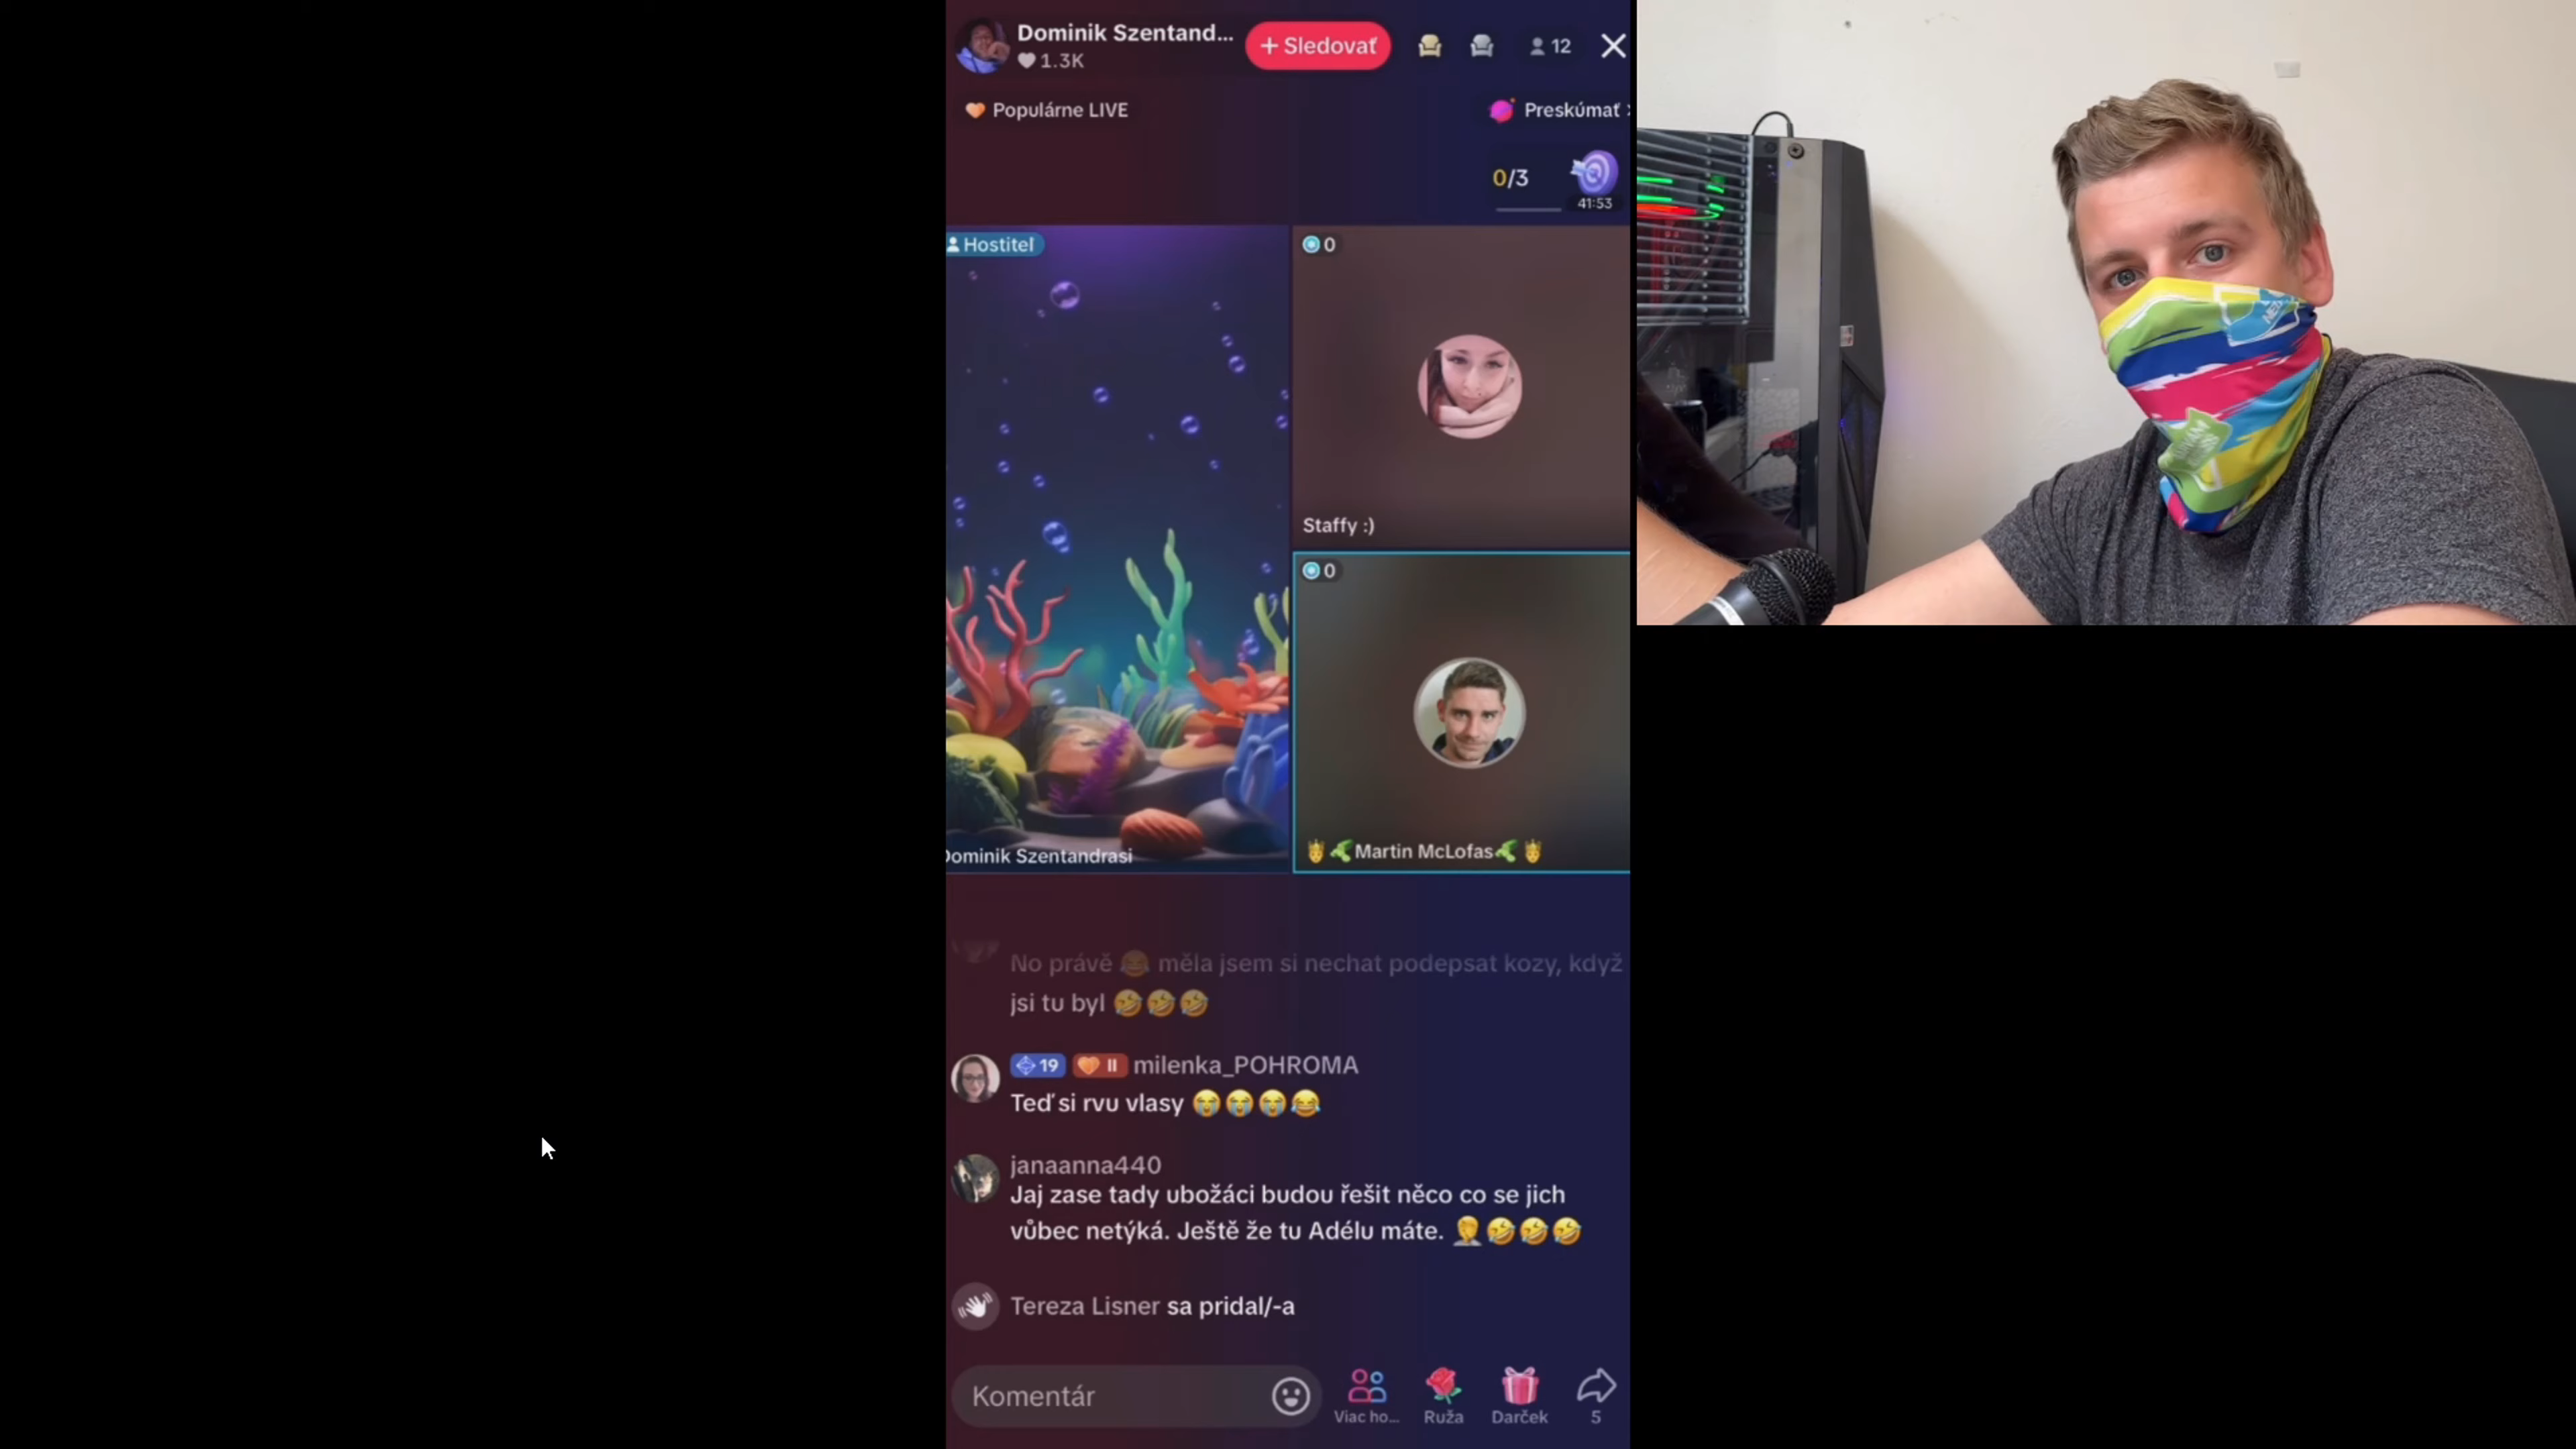 Dominik Szentand...
1.3K
+ Sledovať
12
Populárne LIVE
Preskúmať
0/3
41:53
Hostiteľ
0
Staffy :)
0
Dominik Szentandrasi
Martin McLofas
No právě 😂 měla jsem si nechat podepsat kozy, když
jsi tu byl 🤣🤣🤣
19 II milenka_POHROMA
Teď si rvu vlasy 😭😭😭😂
janaanna440
Jaj zase tady ubožáci budou řešit něco co se jich
vůbec netýká. Ještě že tu Adélu máte. 🤦🤣🤣🤣
Tereza Lisner sa pridal/-a
Komentár
Viac ho...
Ruža
Darček
5